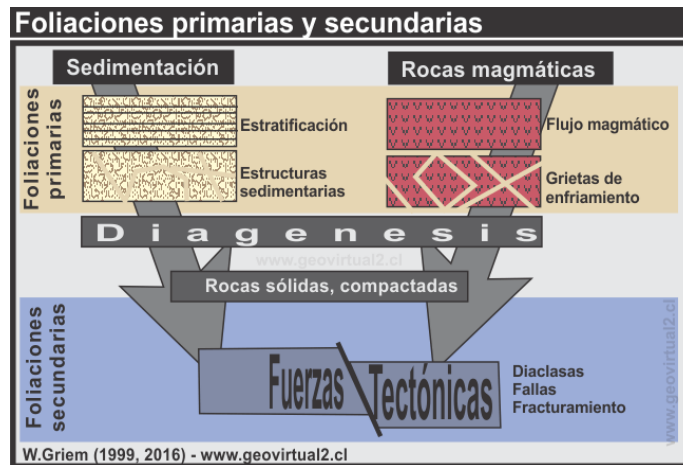 Foliaciones primarias y secundarias
Sedimentación
Rocas magmáticas
Foliaciones
primarias
Estratificación
Flujo magmático
Estructuras
sedimentarias
Grietas de
enfriamiento
Diagenesis
www.geovirtual2.cl
Rocas sólidas, compactadas
Foliaciones
secundarias
Fuerzas
Tectónicas
Diaclasas
Fallas
Fracturamiento
www.geovirtual2.cl
W.Griem (1999, 2016) - www.geovirtual2.cl